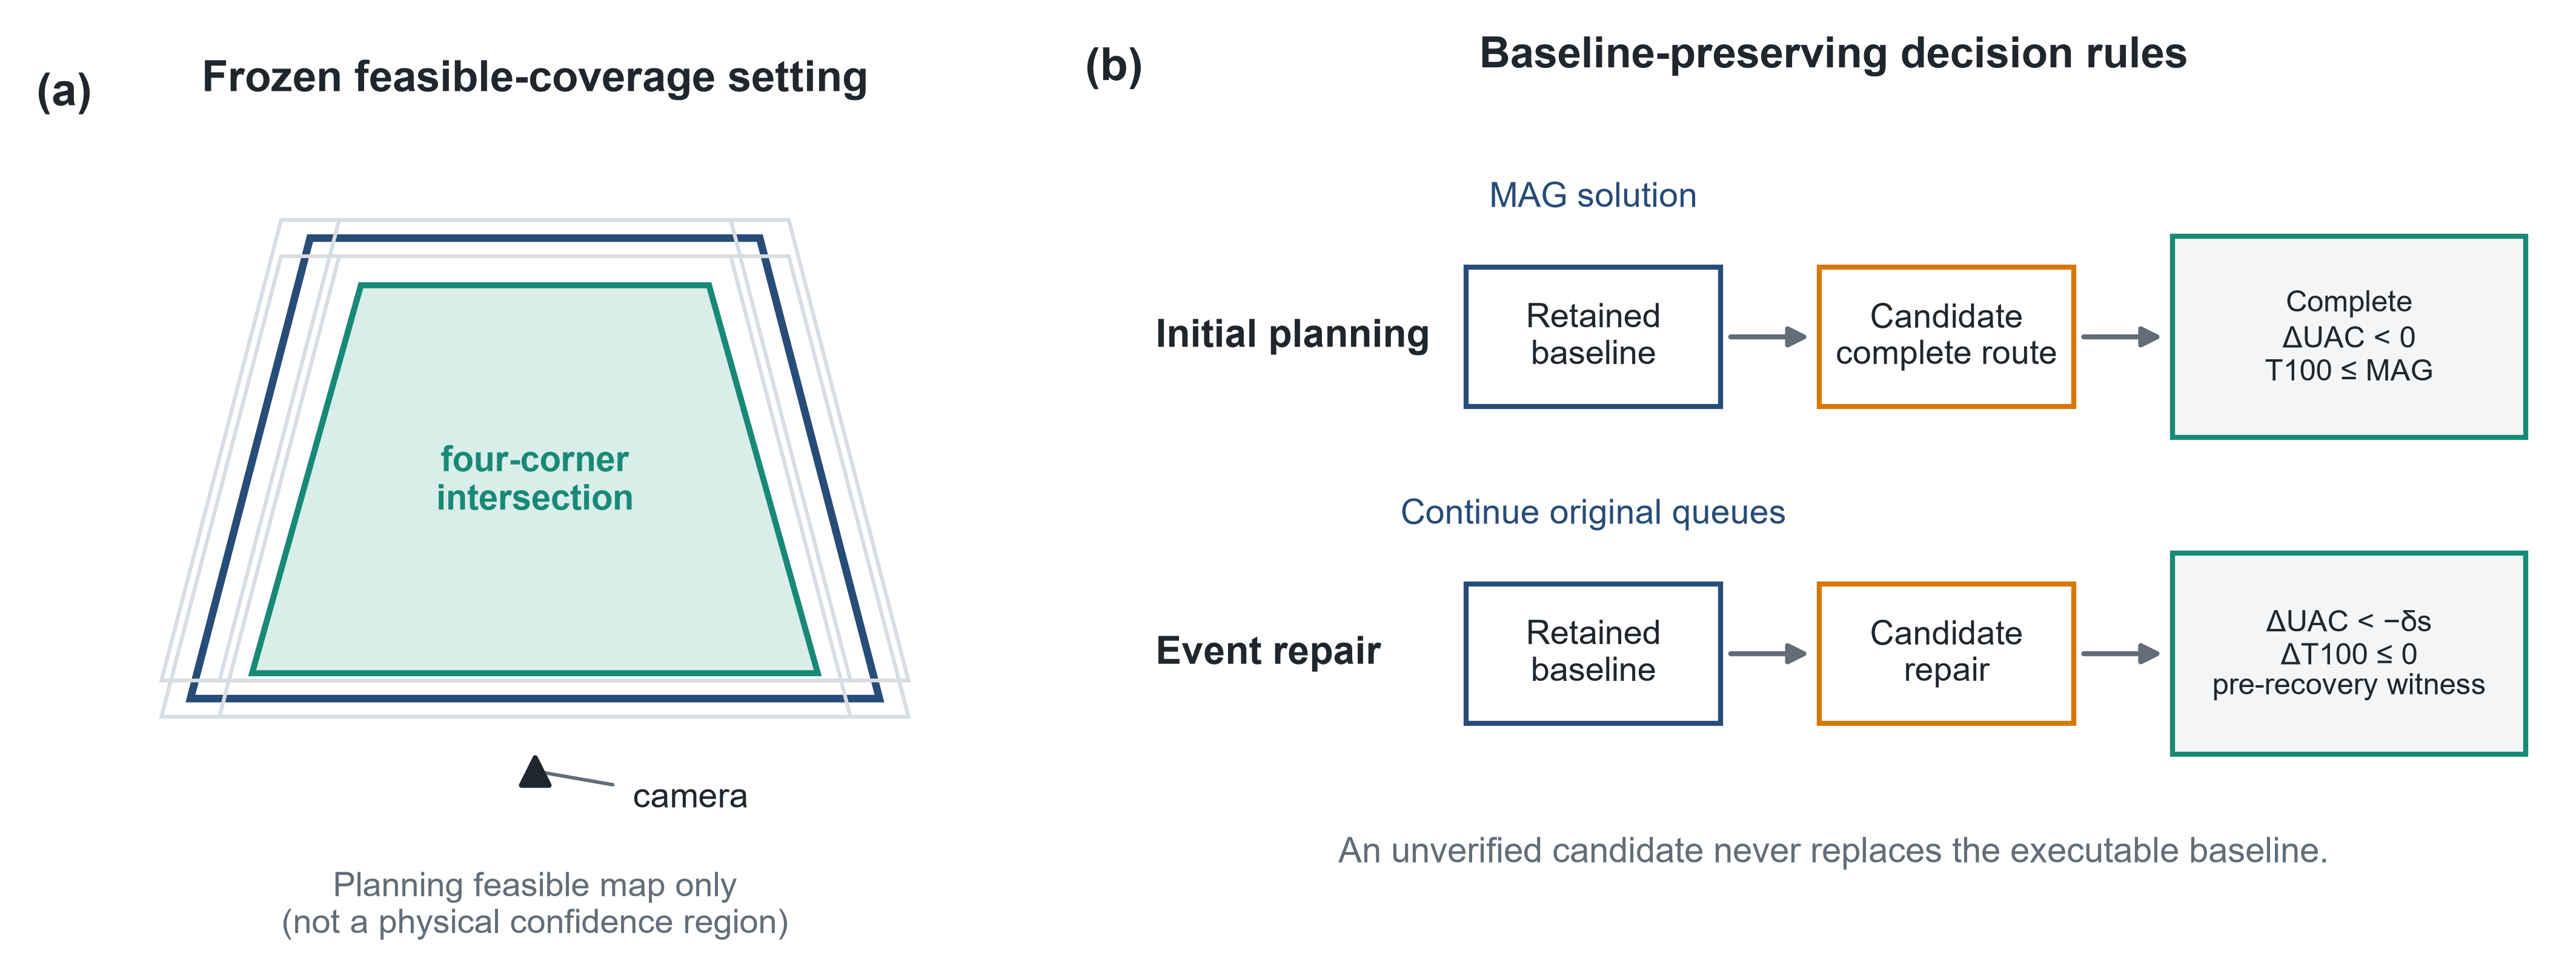 (a)
Frozen feasible-coverage setting
four-corner
intersection
camera
Planning feasible map only
(not a physical confidence region)
(b)
Baseline-preserving decision rules
MAG solution
Initial planning
Retained
baseline
Candidate
complete route
Complete
ΔUAC < 0
T100 ≤ MAG
Continue original queues
Event repair
Retained
baseline
Candidate
repair
ΔUAC < −δs
ΔT100 ≤ 0
pre-recovery witness
An unverified candidate never replaces the executable baseline.